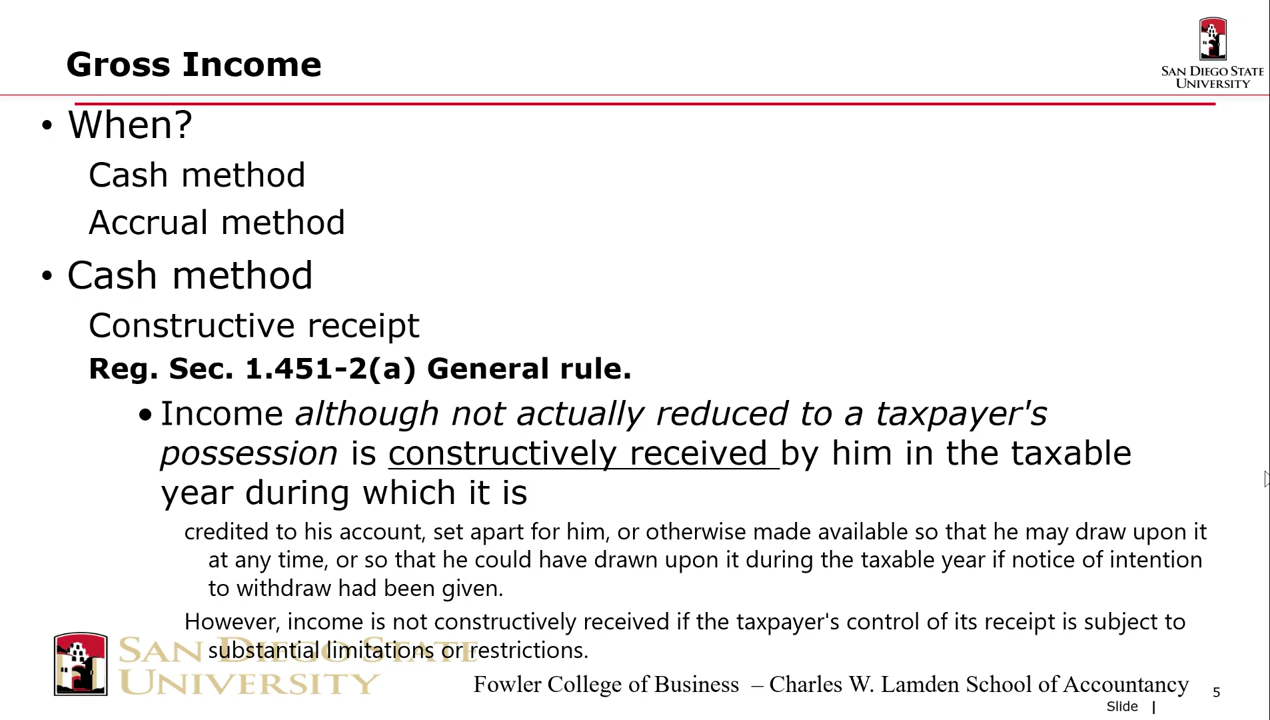 Gross Income
SAN DIEGO STATE
UNIVERSITY
• When?
Cash method
Accrual method
• Cash method
Constructive receipt
Reg. Sec. 1.451-2(a) General rule.
• Income although not actually reduced to a taxpayer's
possession is constructively received by him in the taxable
year during which it is
credited to his account, set apart for him, or otherwise made available so that he may draw upon it
at any time, or so that he could have drawn upon it during the taxable year if notice of intention
to withdraw had been given.
However, income is not constructively received if the taxpayer's control of its receipt is subject to
substantial limitations or restrictions.
SAN DIEGO STATE
UNIVERSITY
Fowler College of Business – Charles W. Lamden School of Accountancy
5
Slide |